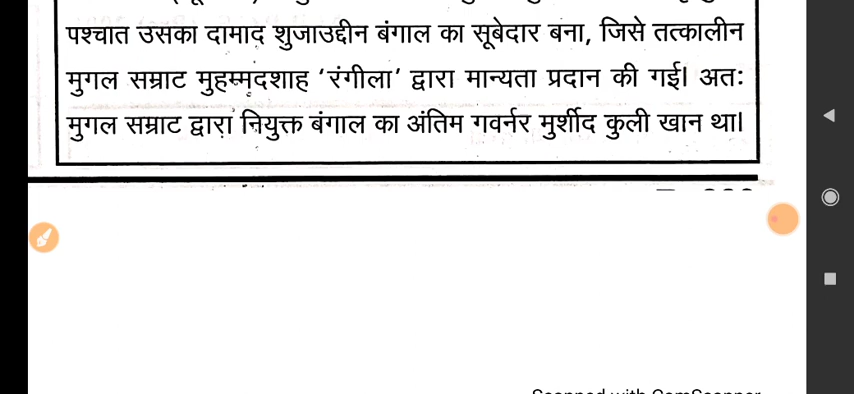 पश्चात उसका दामाद शुजाउद्दीन बंगाल का सूबेदार बना, जिसे तत्कालीन
मुगल सम्राट मुहम्मदशाह ‘रंगीला’ द्वारा मान्यता प्रदान की गई। अतः
मुगल सम्राट द्वारा नियुक्त बंगाल का अंतिम गवर्नर मुर्शीद कुली खान था।